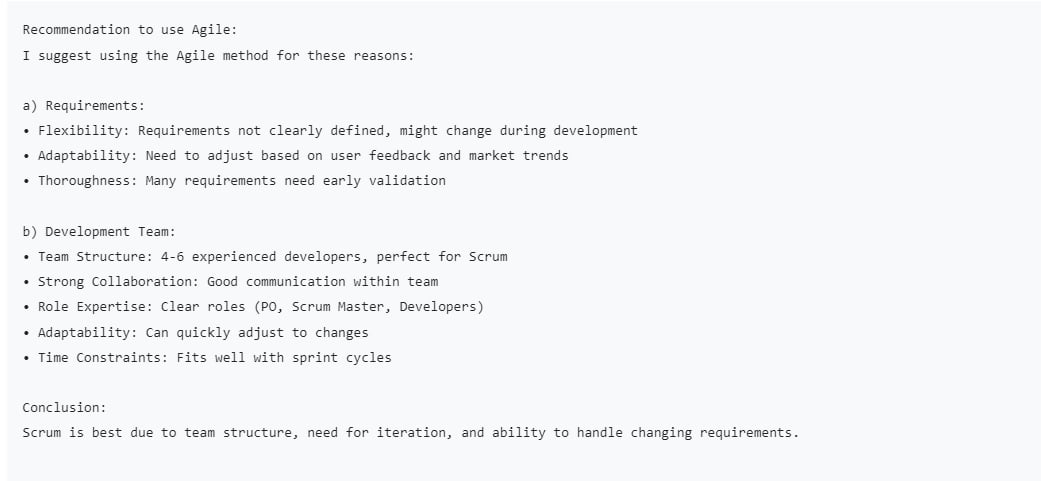 Recommendation to use Agile:
I suggest using the Agile method for these reasons:
a) Requirements:
• Flexibility: Requirements not clearly defined, might change during development
• Adaptability: Need to adjust based on user feedback and market trends
• Thoroughness: Many requirements need early validation
b) Development Team:
• Team Structure: 4-6 experienced developers, perfect for Scrum
• Strong Collaboration: Good communication within team
• Role Expertise: Clear roles (PO, Scrum Master, Developers)
• Adaptability: Can quickly adjust to changes
• Time Constraints: Fits well with sprint cycles
Conclusion:
Scrum is best due to team structure, need for iteration, and ability to handle changing requirements.